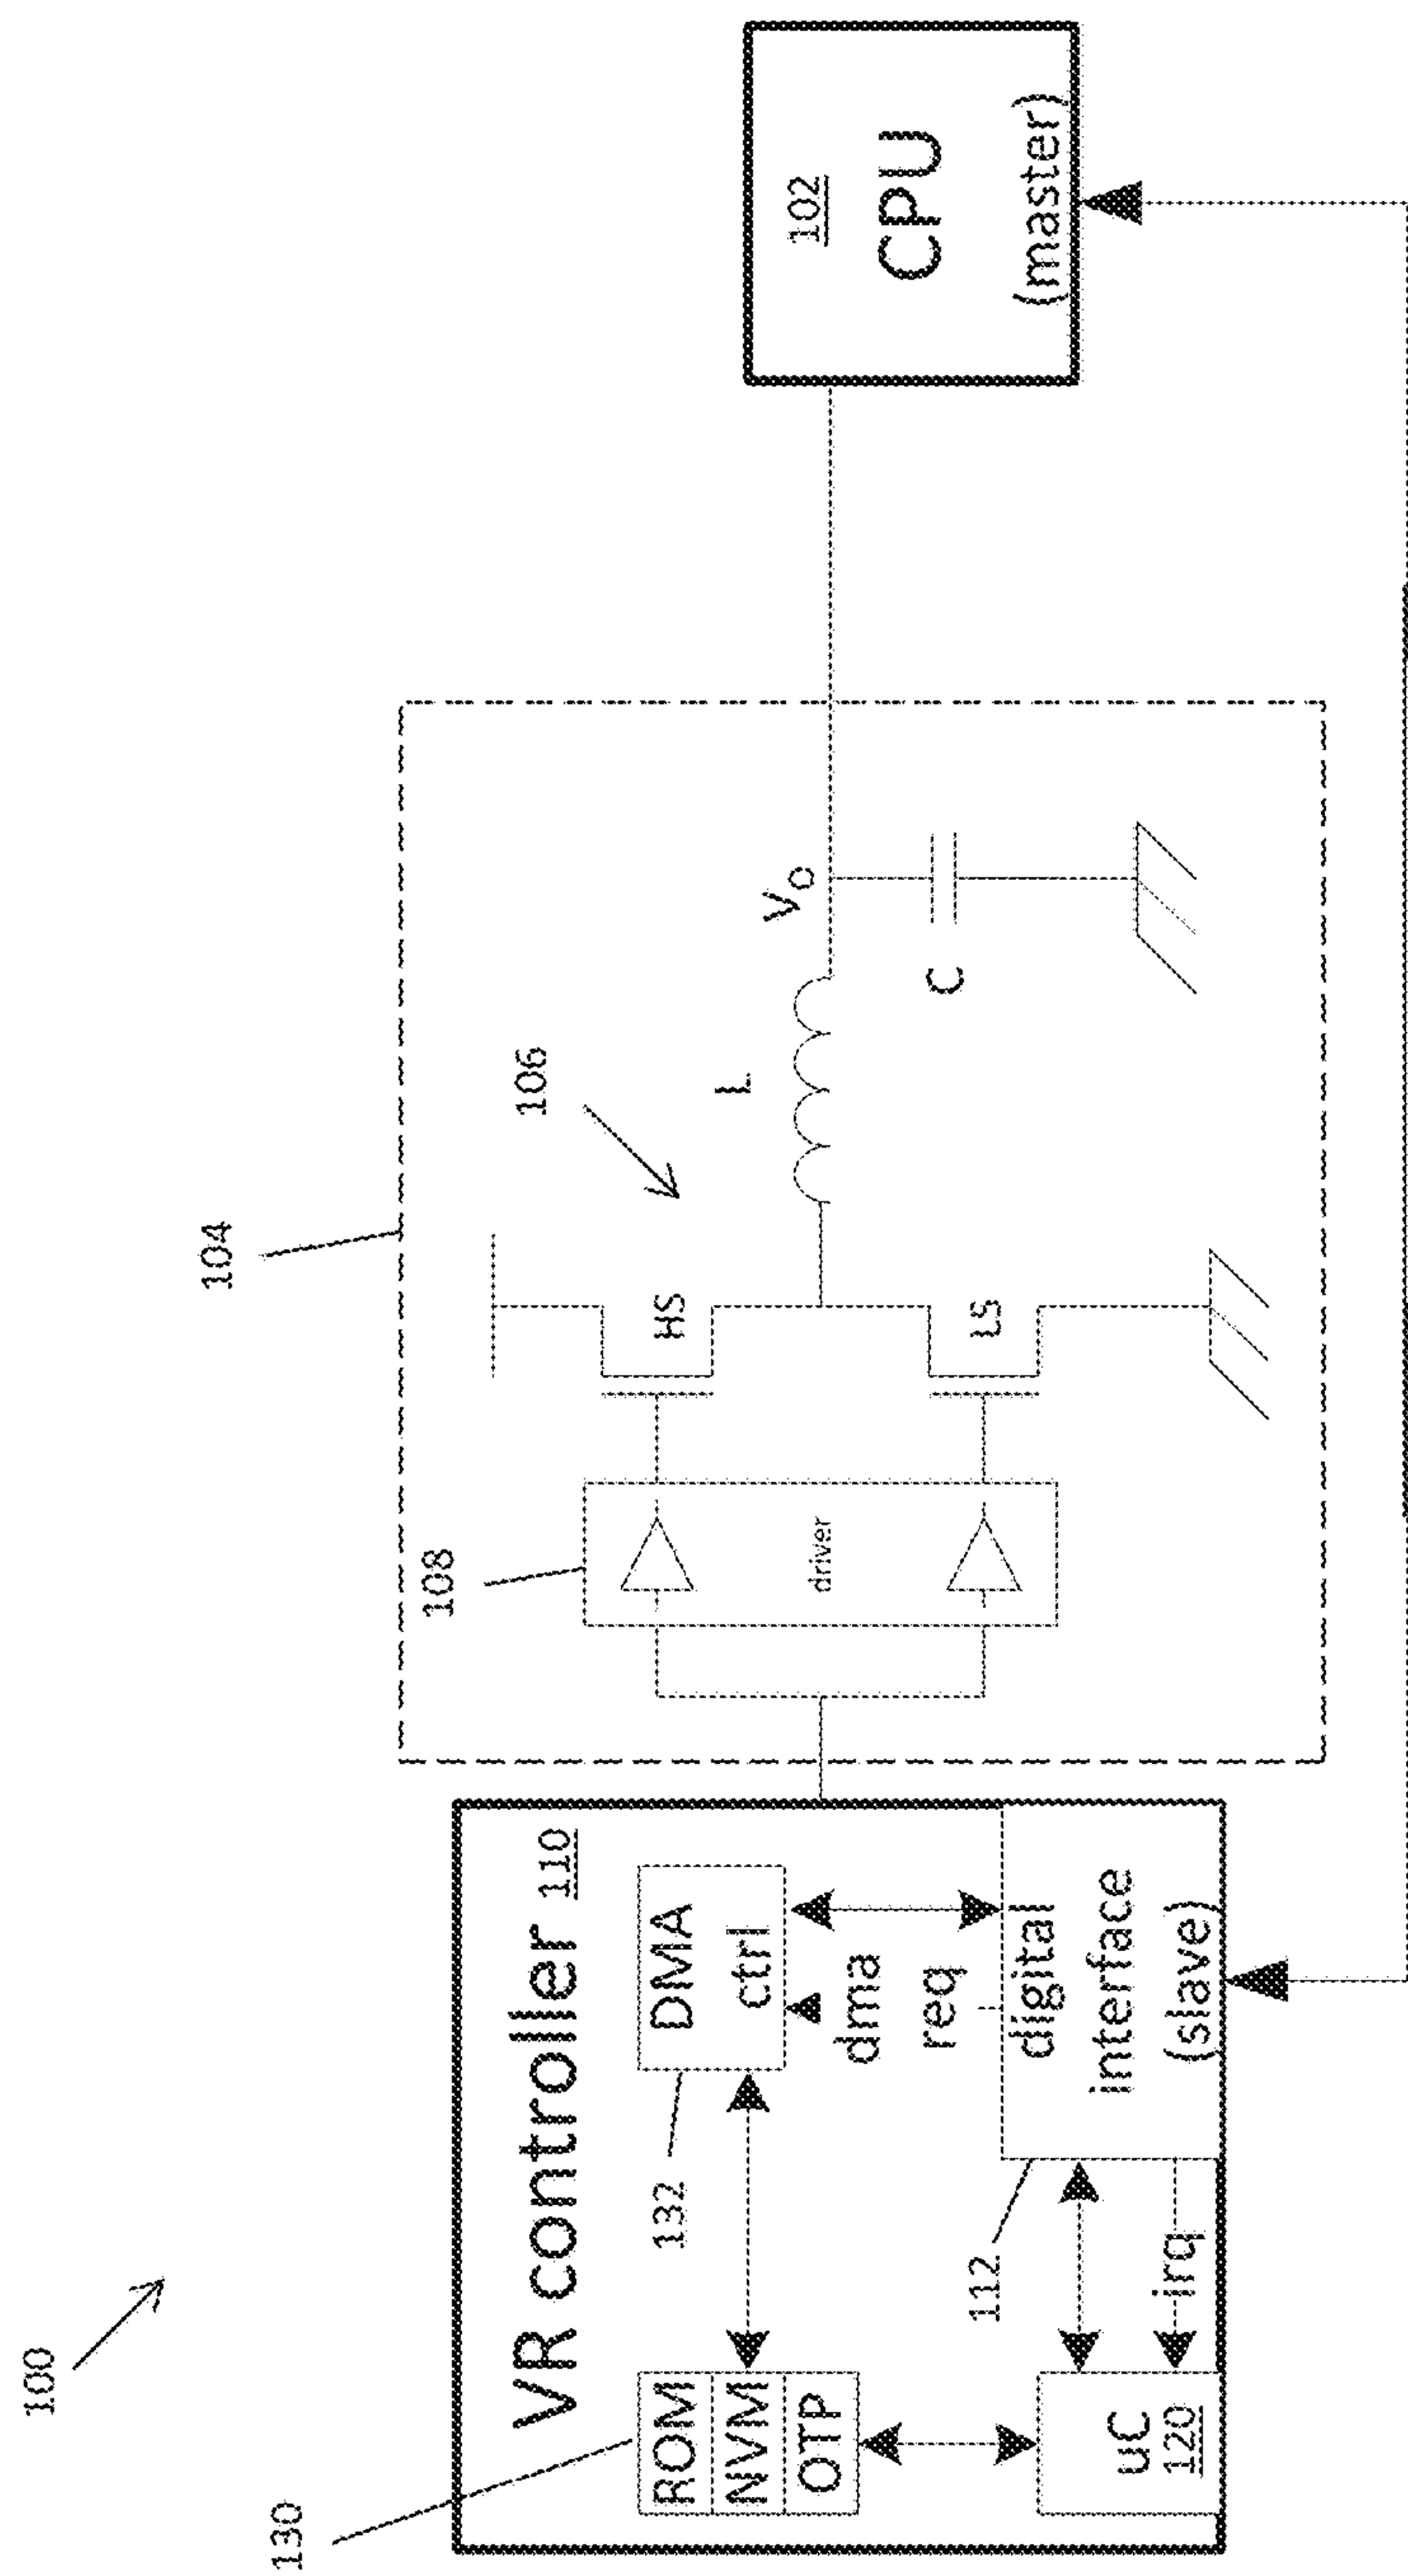 100
130
VR controller 110
ROM
NVM
OTP
132
DMA
ctrl
dma
req
112
digital
interface
(slave)
irq
uC
120
104
108
driver
106
HS
LS
L
Vo
C
102
CPU
(master)